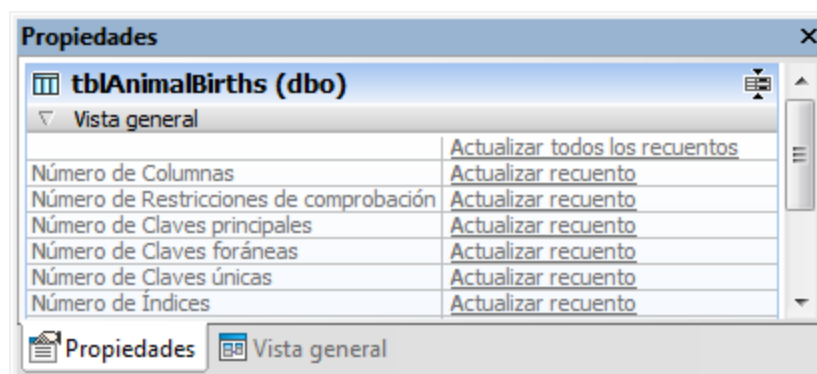 Propiedades
tblAnimalBirths (dbo)
Vista general
Actualizar todos los recuentos
Número de Columnas Actualizar recuento
Número de Restricciones de comprobación Actualizar recuento
Número de Claves principales Actualizar recuento
Número de Claves foráneas Actualizar recuento
Número de Claves únicas Actualizar recuento
Número de Índices Actualizar recuento
Propiedades Vista general